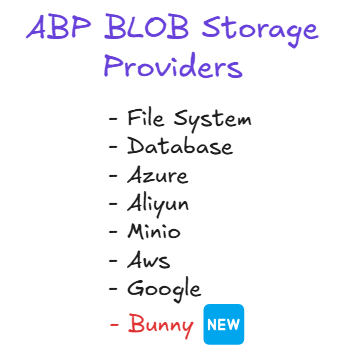 ABP BLOB Storage
Providers
- File System
- Database
- Azure
- Aliyun
- Minio
- Aws
- Google
- Bunny NEW